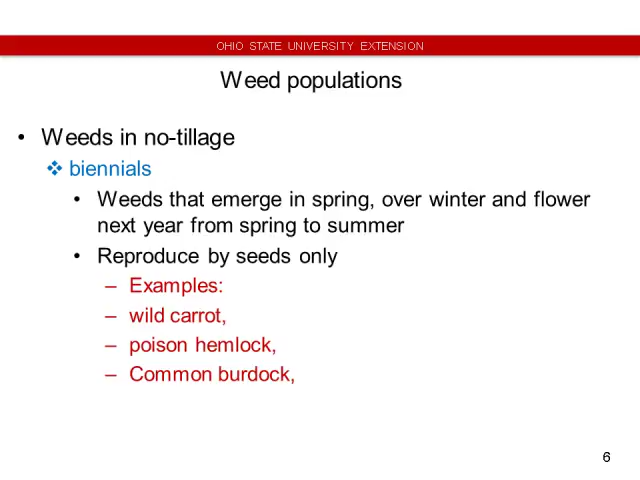 OHIO STATE UNIVERSITY EXTENSION
Weed populations
• Weeds in no-tillage
❖ biennials
• Weeds that emerge in spring, over winter and flower
next year from spring to summer
• Reproduce by seeds only
– Examples:
– wild carrot,
– poison hemlock,
– Common burdock,
6